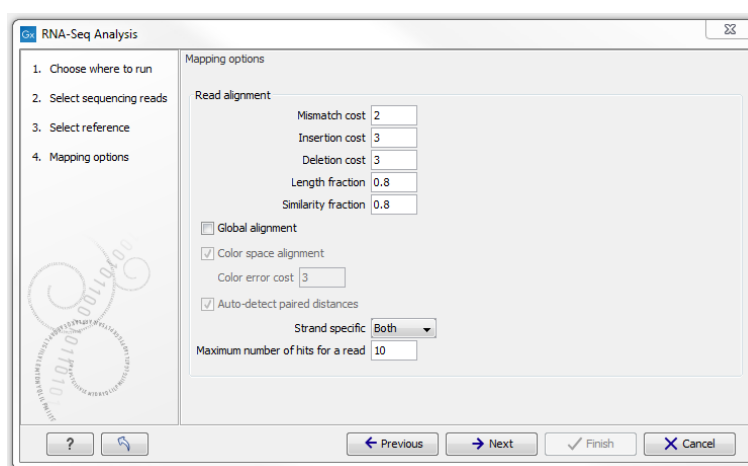 Gx RNA-Seq Analysis
1. Choose where to run
2. Select sequencing reads
3. Select reference
4. Mapping options
Mapping options
Read alignment
Mismatch cost 2
Insertion cost 3
Deletion cost 3
Length fraction 0.8
Similarity fraction 0.8
Global alignment
Color space alignment
Color error cost 3
Auto-detect paired distances
Strand specific Both
Maximum number of hits for a read 10
? Previous Next Finish Cancel